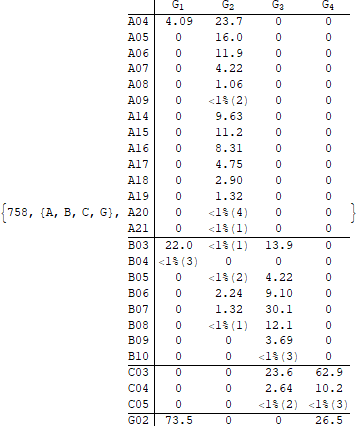 G1 G2 G3 G4
A04 4.09 23.7 0 0
A05 0 16.0 0 0
A06 0 11.9 0 0
A07 0 4.22 0 0
A08 0 1.06 0 0
A09 0 <1%(2) 0 0
A14 0 9.63 0 0
A15 0 11.2 0 0
A16 0 8.31 0 0
A17 0 4.75 0 0
A18 0 2.90 0 0
A19 0 1.32 0 0
{758, {A, B, C, G}, A20 0 <1%(4) 0 0 }
A21 0 <1%(1) 0 0
B03 22.0 <1%(1) 13.9 0
B04 <1%(3) 0 0 0
B05 0 <1%(2) 4.22 0
B06 0 2.24 9.10 0
B07 0 1.32 30.1 0
B08 0 <1%(1) 12.1 0
B09 0 0 3.69 0
B10 0 0 <1%(3) 0
C03 0 0 23.6 62.9
C04 0 0 2.64 10.2
C05 0 0 <1%(2) <1%(3)
G02 73.5 0 0 26.5